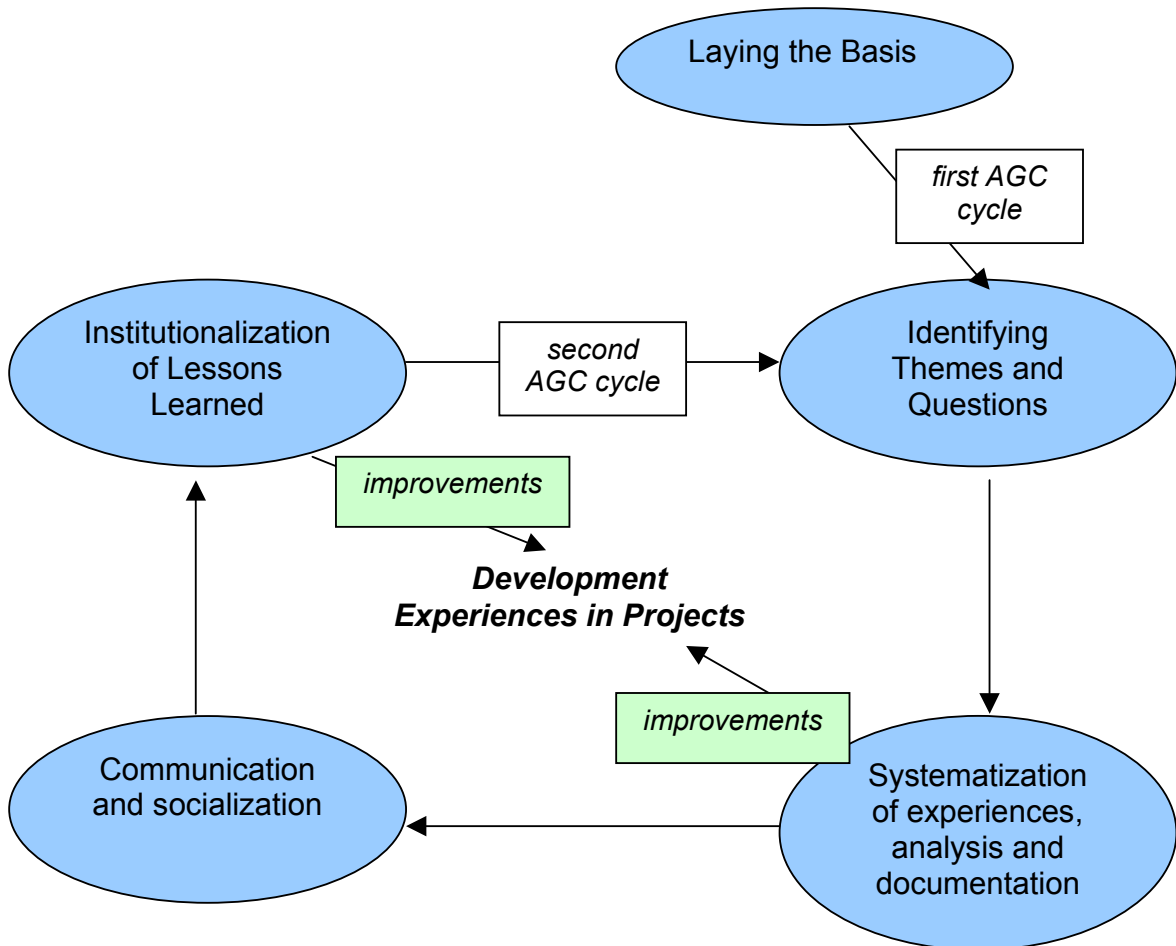 Laying the Basis
first AGC
cycle
Institutionalization
of Lessons
Learned
second
AGC cycle
Identifying
Themes and
Questions
improvements
Development
Experiences in Projects
improvements
Communication
and socialization
Systematization
of experiences,
analysis and
documentation